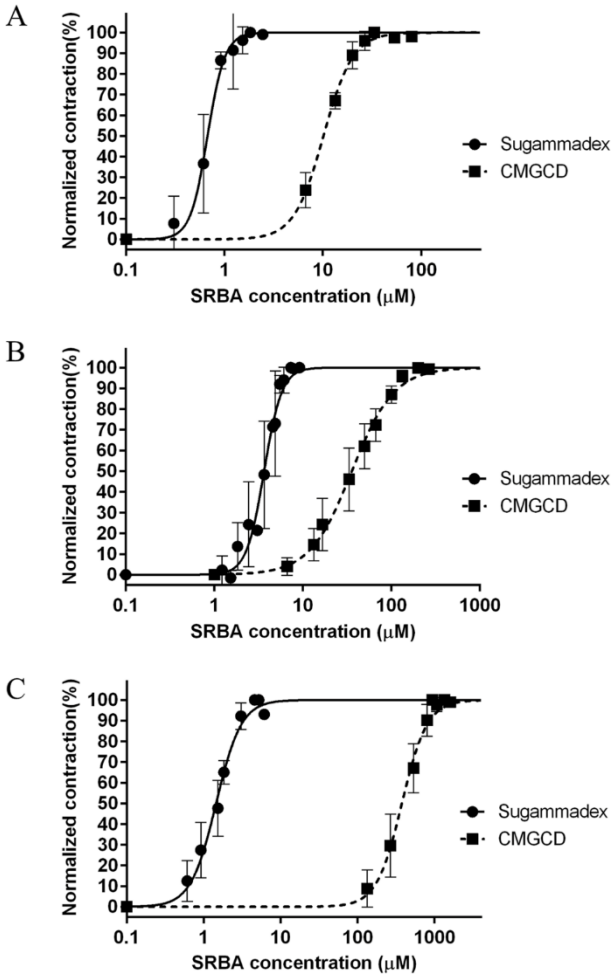 A
Normalized contraction(%)
100
90
80
70
60
50
40
30
20
10
0
0.1 1 10 100
SRBA concentration (μM)
Sugammadex
CMGCD
B
Normalized contraction(%)
100
90
80
70
60
50
40
30
20
10
0
0.1 1 10 100 1000
SRBA concentration (μM)
Sugammadex
CMGCD
C
Normalized contraction(%)
100
90
80
70
60
50
40
30
20
10
0
0.1 1 10 100 1000
SRBA concentration (μM)
Sugammadex
CMGCD